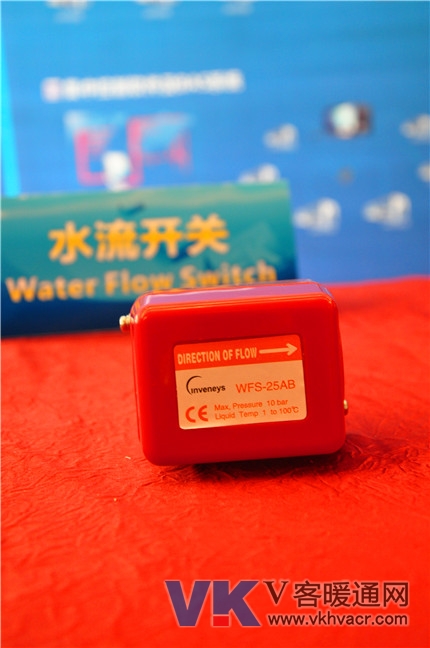 水流开关
Water Flow Switch
DIRECTION OF FLOW
inveneys WFS-25AB
CE Max. Pressure 10 bar
Liquid Temp 1 to 100℃
VK V客暖通网
www.vkhvacr.com